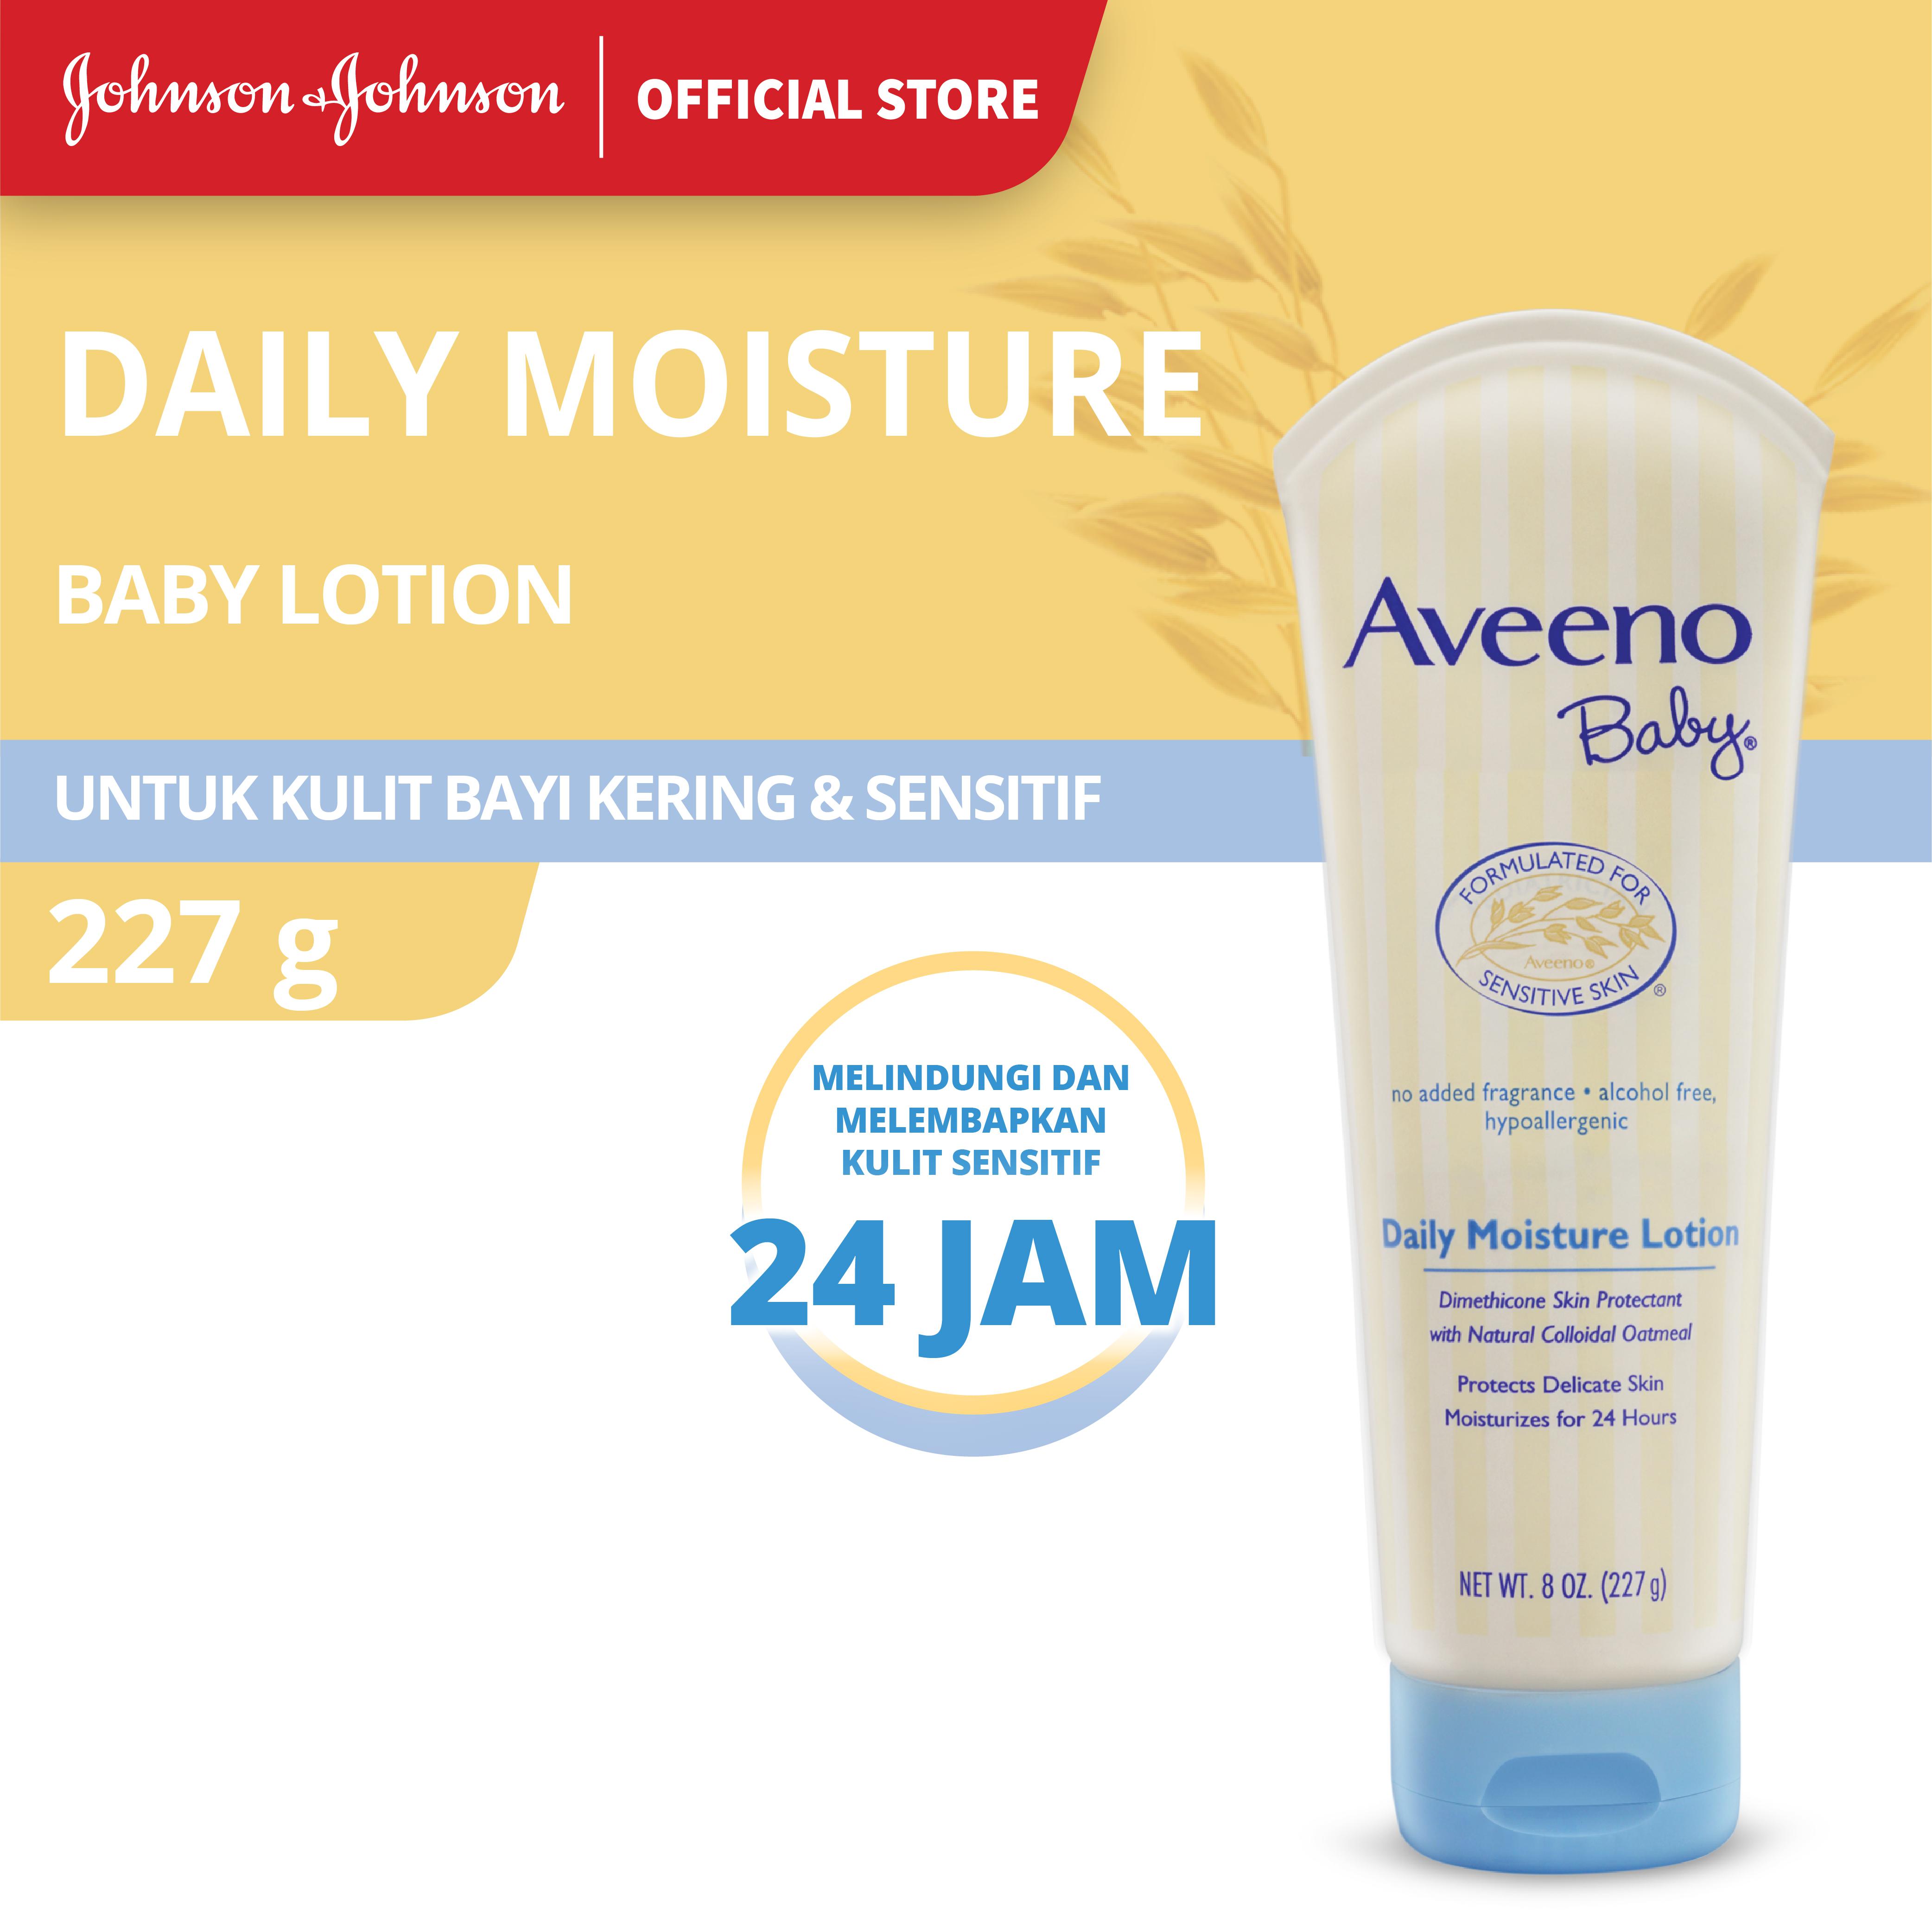 Johnson & Johnson
OFFICIAL STORE
DAILY MOISTURE
BABY LOTION
UNTUK KULIT BAYI KERING & SENSITIF
227 g
MELINDUNGI DAN
MELEMBAPKAN
KULIT SENSITIF
24 JAM
Aveeno
Baby®
FORMULATED FOR
Aveeno®
SENSITIVE SKIN ®
no added fragrance • alcohol free,
hypoallergenic
Daily Moisture Lotion
Dimethicone Skin Protectant
with Natural Colloidal Oatmeal
Protects Delicate Skin
Moisturizes for 24 Hours
NET WT. 8 OZ. (227 g)